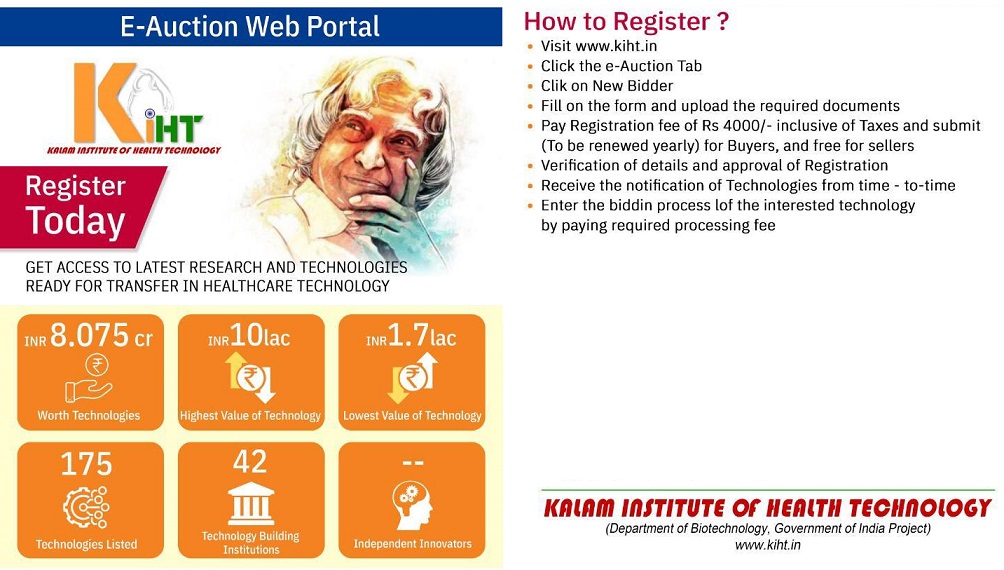 E-Auction Web Portal
KiHT
KALAM INSTITUTE OF HEALTH TECHNOLOGY
Register
Today
GET ACCESS TO LATEST RESEARCH AND TECHNOLOGIES
READY FOR TRANSFER IN HEALTHCARE TECHNOLOGY
INR 8.075 cr
Worth Technologies
INR 10lac
Highest Value of Technology
INR 1.7lac
Lowest Value of Technology
175
Technologies Listed
42
Technology Building
Institutions
--
Independent Innovators
How to Register ?
• Visit www.kiht.in
• Click the e-Auction Tab
• Clik on New Bidder
• Fill on the form and upload the required documents
• Pay Registration fee of Rs 4000/- inclusive of Taxes and submit
(To be renewed yearly) for Buyers, and free for sellers
• Verification of details and approval of Registration
• Receive the notification of Technologies from time - to-time
• Enter the biddin process lof the interested technology
by paying required processing fee
KALAM INSTITUTE OF HEALTH TECHNOLOGY
(Department of Biotechnology, Government of India Project)
www.kiht.in